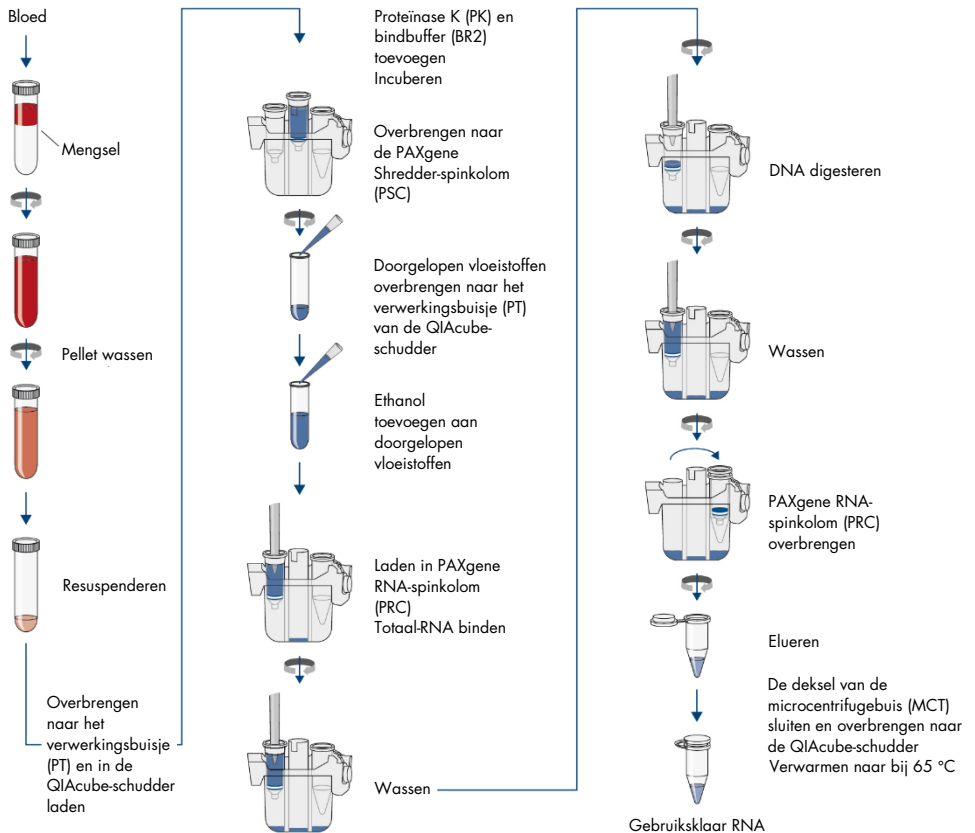 Bloed
Mengsel
Pellet wassen
Resuspenderen
Overbrengen
naar het
verwerkingsbuisje
(PT) en in de
QIAcube-schudder
laden
Proteïnase K (PK) en
bindbuffer (BR2)
toevoegen
Incuberen
Overbrengen naar
de PAXgene
Shredder-spinkolom
(PSC)
Doorgelopen vloeistoffen
overbrengen naar het
verwerkingsbuisje (PT)
van de QIAcube-
schudder
Ethanol
toevoegen aan
doorgelopen
vloeistoffen
Laden in PAXgene
RNA-spinkolom
(PRC)
Totaal-RNA binden
Wassen
DNA digesteren
Wassen
PAXgene RNA-
spinkolom (PRC)
overbrengen
Elueren
De deksel van de
microcentrifugebuis (MCT)
sluiten en overbrengen naar
de QIAcube-schudder
Verwarmen naar bij 65 °C
Gebruiksklaar RNA